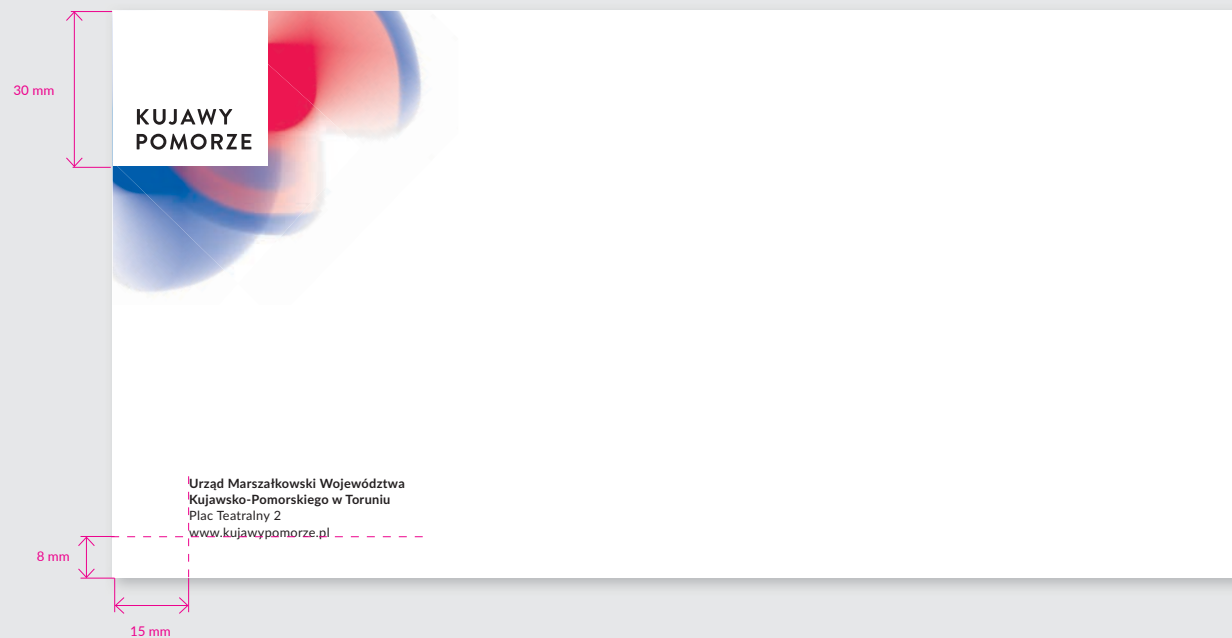 30 mm
KUJAWY
POMORZE
Urząd Marszałkowski Województwa
Kujawsko-Pomorskiego w Toruniu
Plac Teatralny 2
www.kujawypomorze.pl
8 mm
15 mm